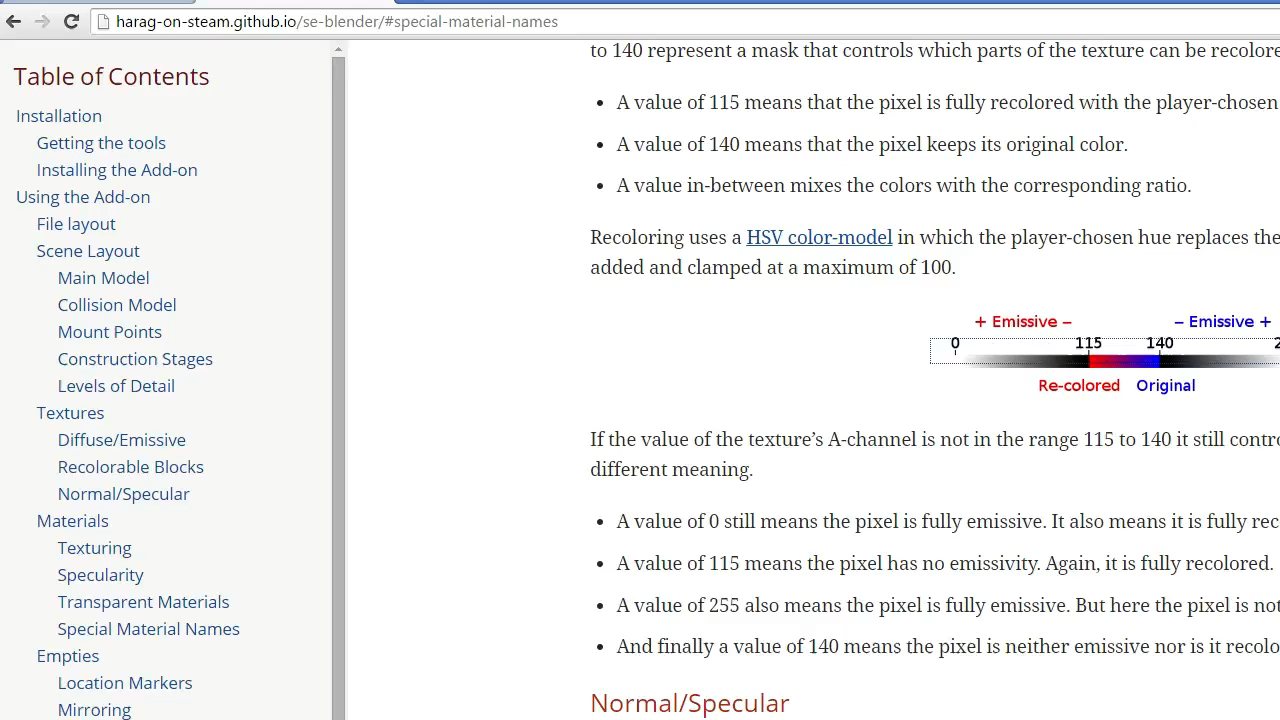 harag-on-steam.github.io/se-blender/#special-material-names
Table of Contents
Installation
Getting the tools
Installing the Add-on
Using the Add-on
File layout
Scene Layout
Main Model
Collision Model
Mount Points
Construction Stages
Levels of Detail
Textures
Diffuse/Emissive
Recolorable Blocks
Normal/Specular
Materials
Texturing
Specularity
Transparent Materials
Special Material Names
Empties
Location Markers
Mirroring
to 140 represent a mask that controls which parts of the texture can be recolore
• A value of 115 means that the pixel is fully recolored with the player-chosen
• A value of 140 means that the pixel keeps its original color.
• A value in-between mixes the colors with the corresponding ratio.
Recoloring uses a HSV color-model in which the player-chosen hue replaces the
added and clamped at a maximum of 100.
+ Emissive − − Emissive +
0 115 140 2
Re-colored Original
If the value of the texture’s A-channel is not in the range 115 to 140 it still contro
different meaning.
• A value of 0 still means the pixel is fully emissive. It also means it is fully rec
• A value of 115 means the pixel has no emissivity. Again, it is fully recolored.
• A value of 255 also means the pixel is fully emissive. But here the pixel is not
• And finally a value of 140 means the pixel is neither emissive nor is it recolo
Normal/Specular